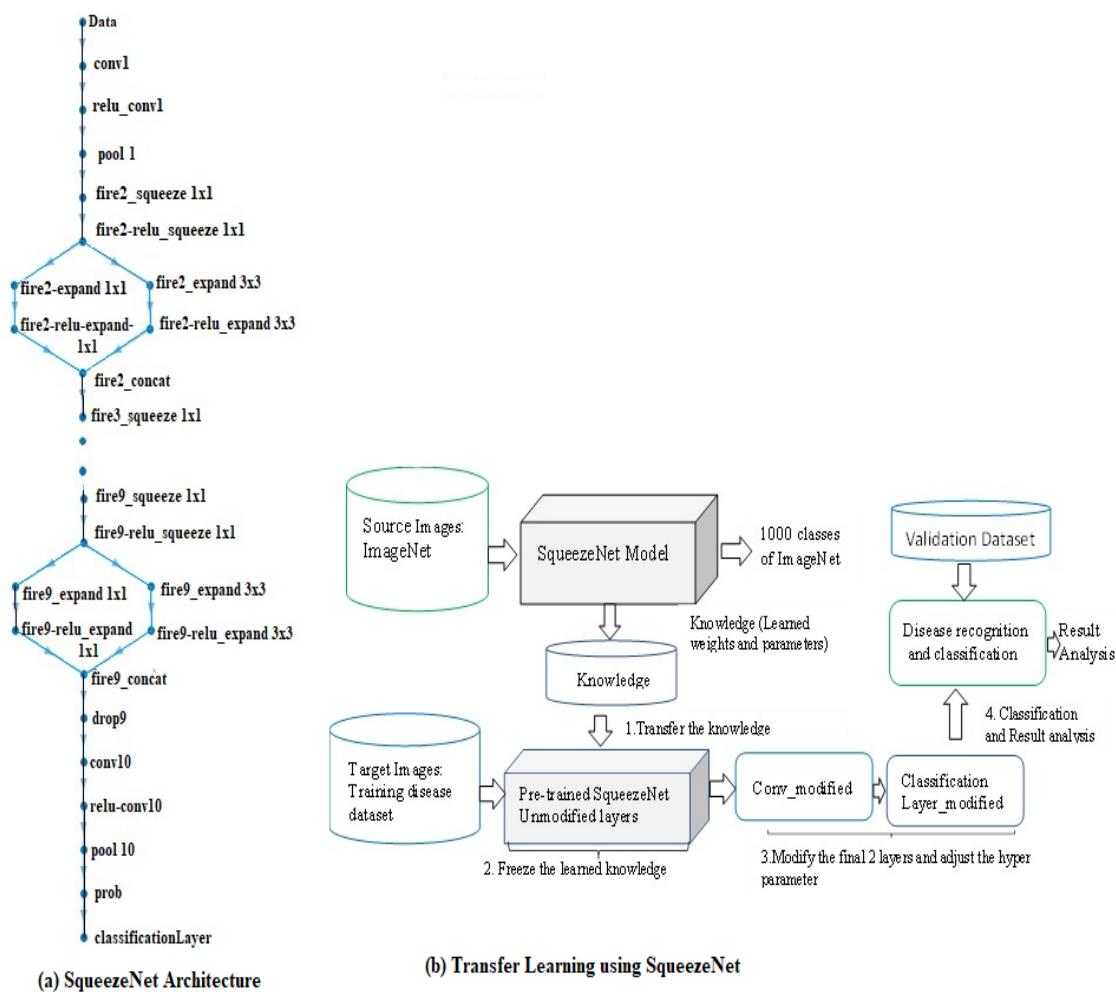 Data
conv1
relu_conv1
pool 1
fire2_squeeze 1x1
fire2-relu_squeeze 1x1
fire2-expand 1x1
fire2_expand 3x3
fire2-relu-expand-
1x1
fire2-relu_expand 3x3
fire2_concat
fire3_squeeze 1x1
fire9_squeeze 1x1
fire9-relu_squeeze 1x1
fire9_expand 1x1
fire9_expand 3x3
fire9-relu_expand
1x1
fire9-relu_expand 3x3
fire9_concat
drop9
conv10
relu-conv10
pool 10
prob
classificationLayer
(a) SqueezeNet Architecture
Source Images:
ImageNet
SqueezeNet Model
1000 classes
of ImageNet
Knowledge (Learned
weights and parameters)
Knowledge
1.Transfer the knowledge
Target Images:
Training disease
dataset
Pre-trained SqueezeNet
Unmodified layers
2. Freeze the learned knowledge
Conv_modified
Classification
Layer_modified
3.Modify the final 2 layers and adjust the hyper
parameter
Validation Dataset
Disease recognition
and classification
Result
Analysis
4. Classification
and Result analysis
(b) Transfer Learning using SqueezeNet